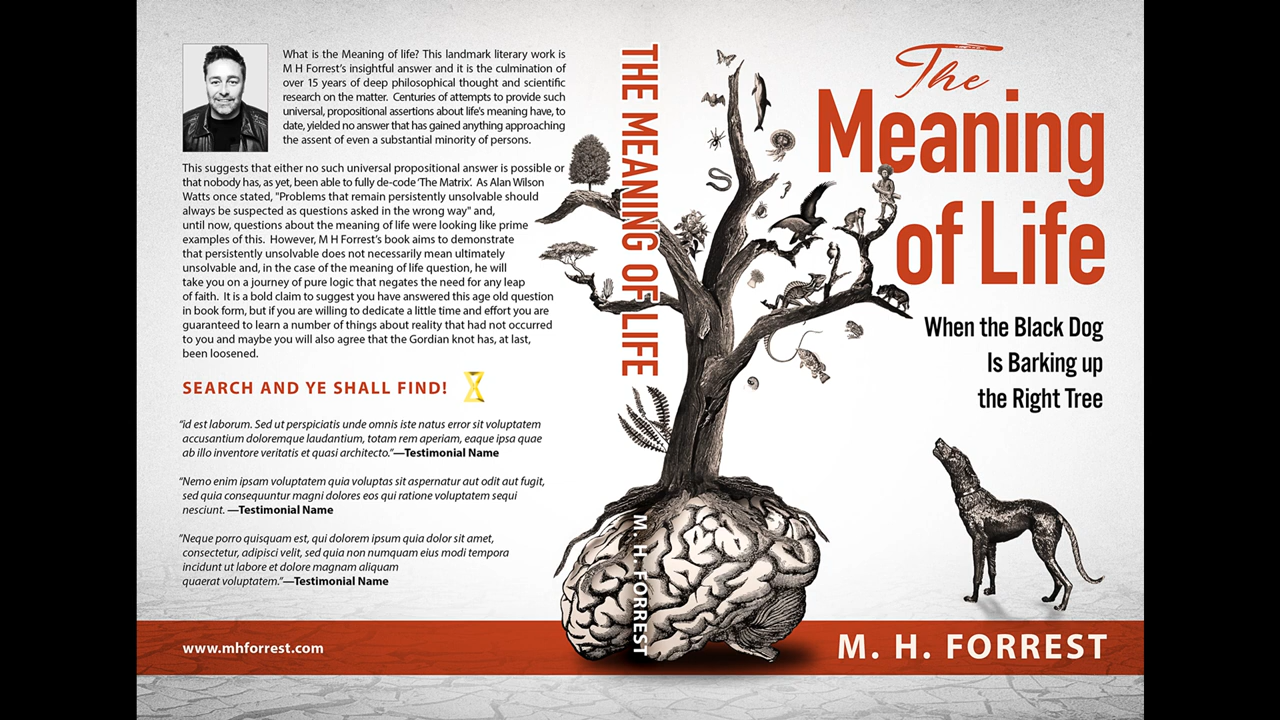 What is the Meaning of life? This landmark literary work is
M H Forrest's insightful answer and it is the culmination of
over 15 years of deep philosophical thought and scientific
research on the matter. Centuries of attempts to provide such
universal, propositional assertions about life's meaning have, to
date, yielded no answer that has gained anything approaching
the assent of even a substantial minority of persons.
This suggests that either no such universal propositional answer is possible or
that nobody has, as yet, been able to fully de-code 'The Matrix'. As Alan Wilson
Watts once stated, "Problems that remain persistently unsolvable should
always be suspected as questions asked in the wrong way" and,
until now, questions about the meaning of life were looking like prime
examples of this. However, M H Forrest's book aims to demonstrate
that persistently unsolvable does not necessarily mean ultimately
unsolvable and, in the case of the meaning of life question, he will
take you on a journey of pure logic that negates the need for any leap
of faith. It is a bold claim to suggest you have answered this age old question
in book form, but if you are willing to dedicate a little time and effort you are
guaranteed to learn a number of things about reality that had not occurred
to you and maybe you will also agree that the Gordian knot has, at last,
been loosened.
SEARCH AND YE SHALL FIND!
"id est laborum. Sed ut perspiciatis unde omnis iste natus error sit voluptatem
accusantium doloremque laudantium, totam rem aperiam, eaque ipsa quae
ab illo inventore veritatis et quasi architecto."—Testimonial Name
"Nemo enim ipsam voluptatem quia voluptas sit aspernatur aut odit aut fugit,
sed quia consequuntur magni dolores eos qui ratione voluptatem sequi
nesciunt. —Testimonial Name
"Neque porro quisquam est, qui dolorem ipsum quia dolor sit amet,
consectetur, adipisci velit, sed quia non numquam eius modi tempora
incidunt ut labore et dolore magnam aliquam
quaerat voluptatem."—Testimonial Name
www.mhforrest.com
THE MEANING OF LIFE
M. H. FORREST
The
Meaning
of Life
When the Black Dog
Is Barking up
the Right Tree
M. H. FORREST